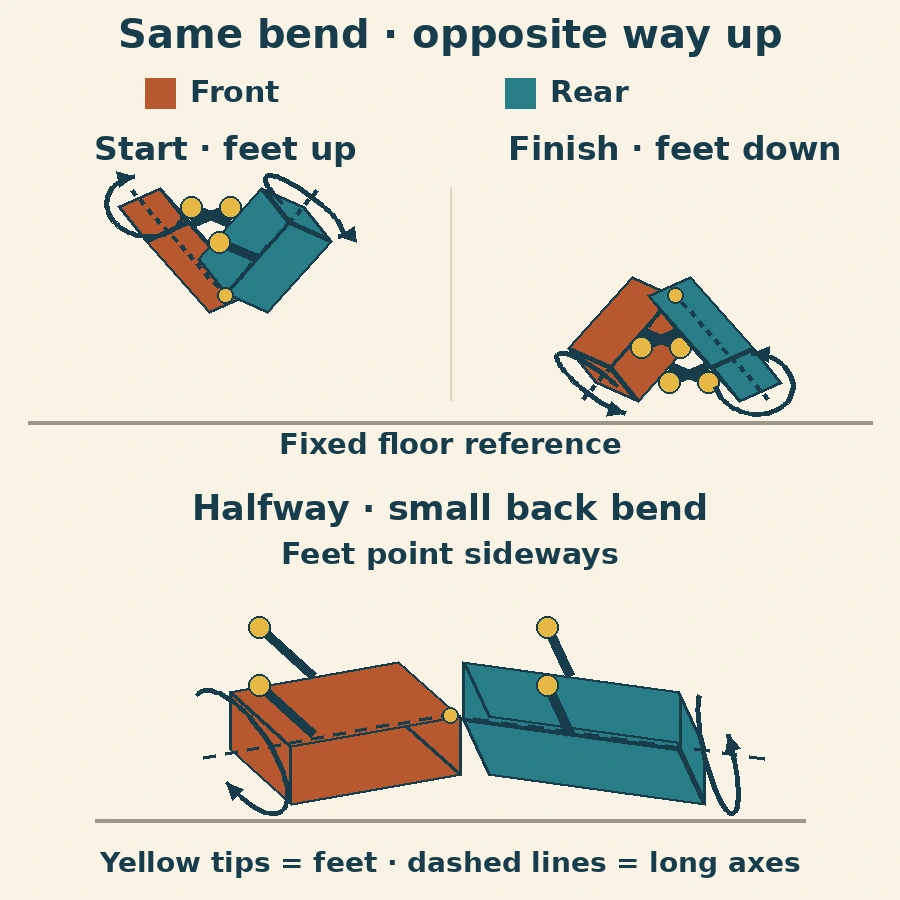 Same bend · opposite way up
Front
Rear
Start · feet up
Finish · feet down
Fixed floor reference
Halfway · small back bend
Feet point sideways
Yellow tips = feet · dashed lines = long axes